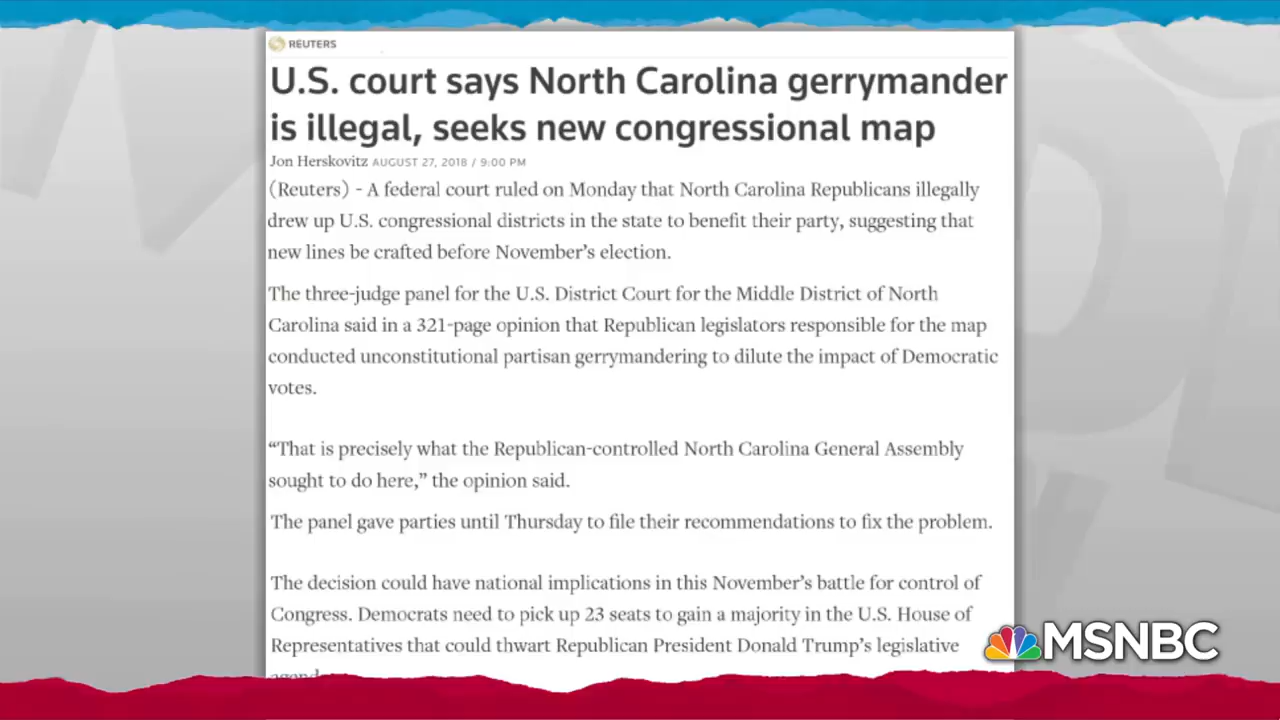 REUTERS
U.S. court says North Carolina gerrymander
is illegal, seeks new congressional map
Jon Herskovitz AUGUST 27, 2018 / 9:00 PM
(Reuters) - A federal court ruled on Monday that North Carolina Republicans illegally
drew up U.S. congressional districts in the state to benefit their party, suggesting that
new lines be crafted before November’s election.
The three-judge panel for the U.S. District Court for the Middle District of North
Carolina said in a 321-page opinion that Republican legislators responsible for the map
conducted unconstitutional partisan gerrymandering to dilute the impact of Democratic
votes.
“That is precisely what the Republican-controlled North Carolina General Assembly
sought to do here,” the opinion said.
The panel gave parties until Thursday to file their recommendations to fix the problem.
The decision could have national implications in this November’s battle for control of
Congress. Democrats need to pick up 23 seats to gain a majority in the U.S. House of
Representatives that could thwart Republican President Donald Trump’s legislative
MSNBC